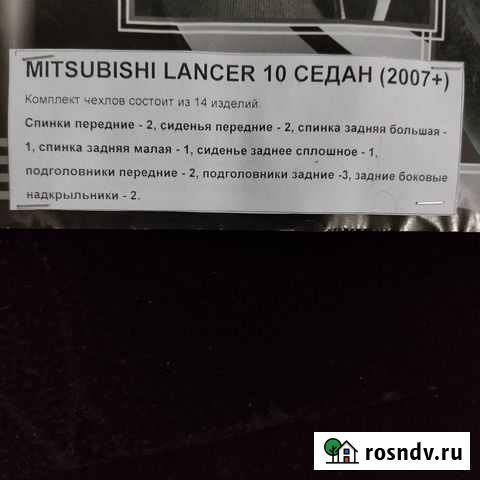 MITSUBISHI LANCER 10 СЕДАН (2007+)
Комплект чехлов состоит из 14 изделий:
Спинки передние - 2, сиденья передние - 2, спинка задняя большая -
1, спинка задняя малая - 1, сиденье заднее сплошное - 1,
подголовники передние - 2, подголовники задние -3, задние боковые
надкрыльники - 2.
rosndv.ru